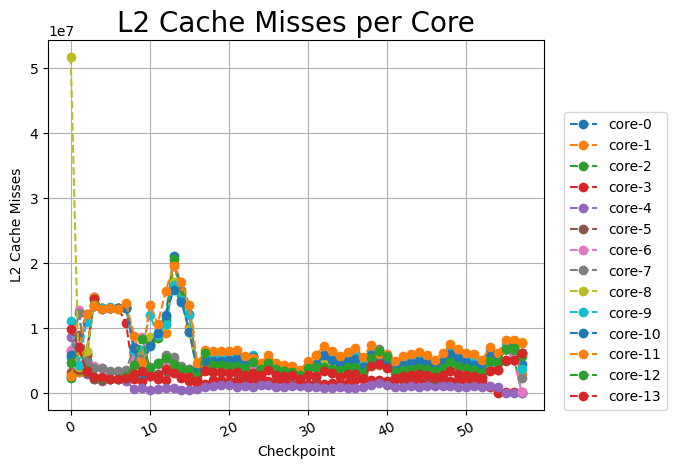 L2 Cache Misses per Core
1e7
5
4
3
2
1
0
L2 Cache Misses
0
10
20
30
40
50
Checkpoint
core-0
core-1
core-2
core-3
core-4
core-5
core-6
core-7
core-8
core-9
core-10
core-11
core-12
core-13